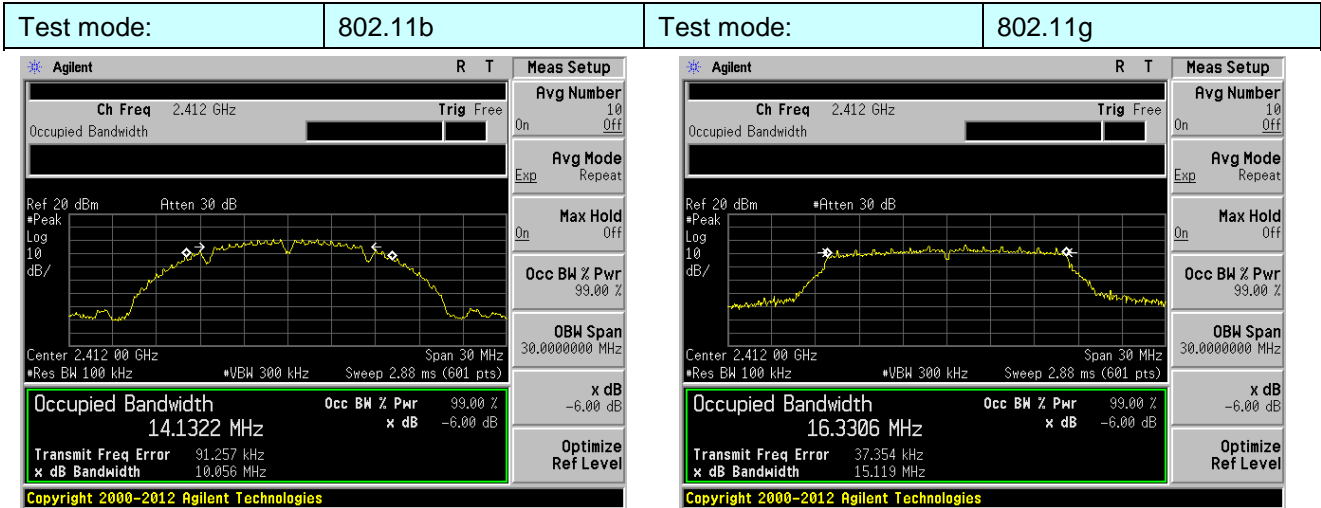 Test mode: 802.11b Test mode: 802.11g
Agilent R T Meas Setup
Ch Freq 2.412 GHz Trig Free
Occupied Bandwidth
Avg Number
10
On Off
Avg Mode
Exp Repeat
Ref 20 dBm Atten 30 dB
#Peak
Log
10
dB/
Max Hold
On Off
Occ BW % Pwr
99.00 %
OBW Span
30.0000000 MHz
Center 2.412 00 GHz Span 30 MHz
#Res BW 100 kHz #VBW 300 kHz Sweep 2.88 ms (601 pts)
x dB
-6.00 dB
Occupied Bandwidth Occ BW % Pwr 99.00 %
14.1322 MHz x dB -6.00 dB
Transmit Freq Error 91.257 kHz
x dB Bandwidth 10.056 MHz
Optimize
Ref Level
Copyright 2000-2012 Agilent Technologies
Agilent R T Meas Setup
Ch Freq 2.412 GHz Trig Free
Occupied Bandwidth
Avg Number
10
On Off
Avg Mode
Exp Repeat
Ref 20 dBm #Atten 30 dB
#Peak
Log
10
dB/
Max Hold
On Off
Occ BW % Pwr
99.00 %
OBW Span
30.0000000 MHz
Center 2.412 00 GHz Span 30 MHz
#Res BW 100 kHz #VBW 300 kHz Sweep 2.88 ms (601 pts)
x dB
-6.00 dB
Occupied Bandwidth Occ BW % Pwr 99.00 %
16.3306 MHz x dB -6.00 dB
Transmit Freq Error 37.354 kHz
x dB Bandwidth 15.119 MHz
Optimize
Ref Level
Copyright 2000-2012 Agilent Technologies